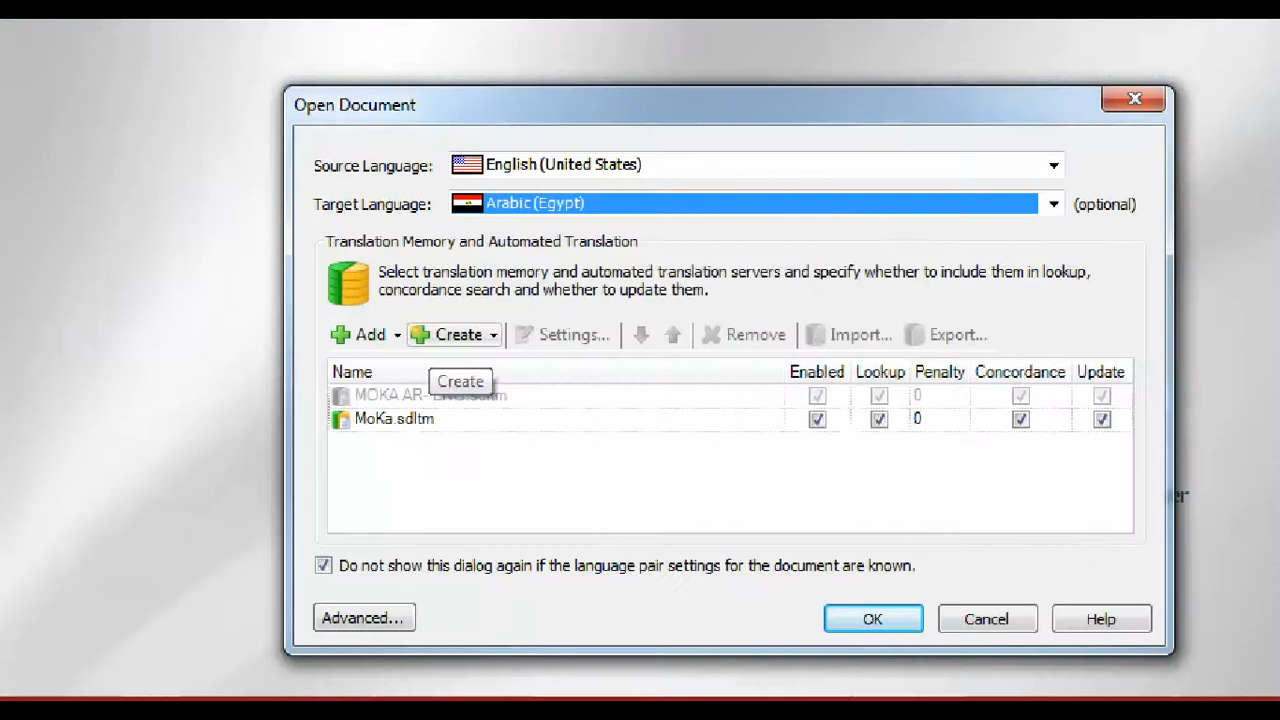 Open Document
Source Language: English (United States)
Target Language: Arabic (Egypt) (optional)
Translation Memory and Automated Translation
Select translation memory and automated translation servers and specify whether to include them in lookup,
concordance search and whether to update them.
Add Create Settings... Remove Import... Export...
Name Enabled Lookup Penalty Concordance Update
Create
MOKA AR- ENG.sdltm 0
MoKa.sdltm 0
Do not show this dialog again if the language pair settings for the document are known.
Advanced... OK Cancel Help